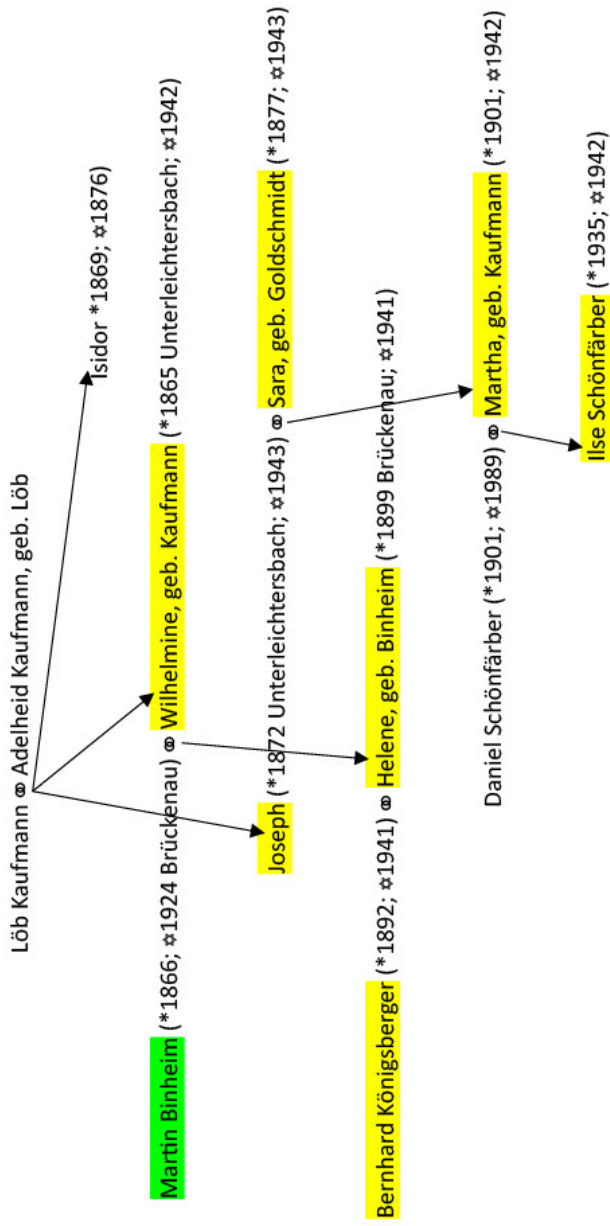 Löb Kaufmann ⚭ Adelheid Kaufmann, geb. Löb
Isidor *1869; ✡1876)
Martin Binheim (*1866; ✡1924 Brückenau) ⚭ Wilhelmine, geb. Kaufmann (*1865 Unterleichtersbach; ✡1942)
Joseph (*1872 Unterleichtersbach; ✡1943) ⚭ Sara, geb. Goldschmidt (*1877; ✡1943)
Bernhard Königsberger (*1892; ✡1941) ⚭ Helene, geb. Binheim (*1899 Brückenau; ✡1941)
Daniel Schönfärber (*1901; ✡1989) ⚭ Martha, geb. Kaufmann (*1901; ✡1942)
Ilse Schönfärber (*1935; ✡1942)